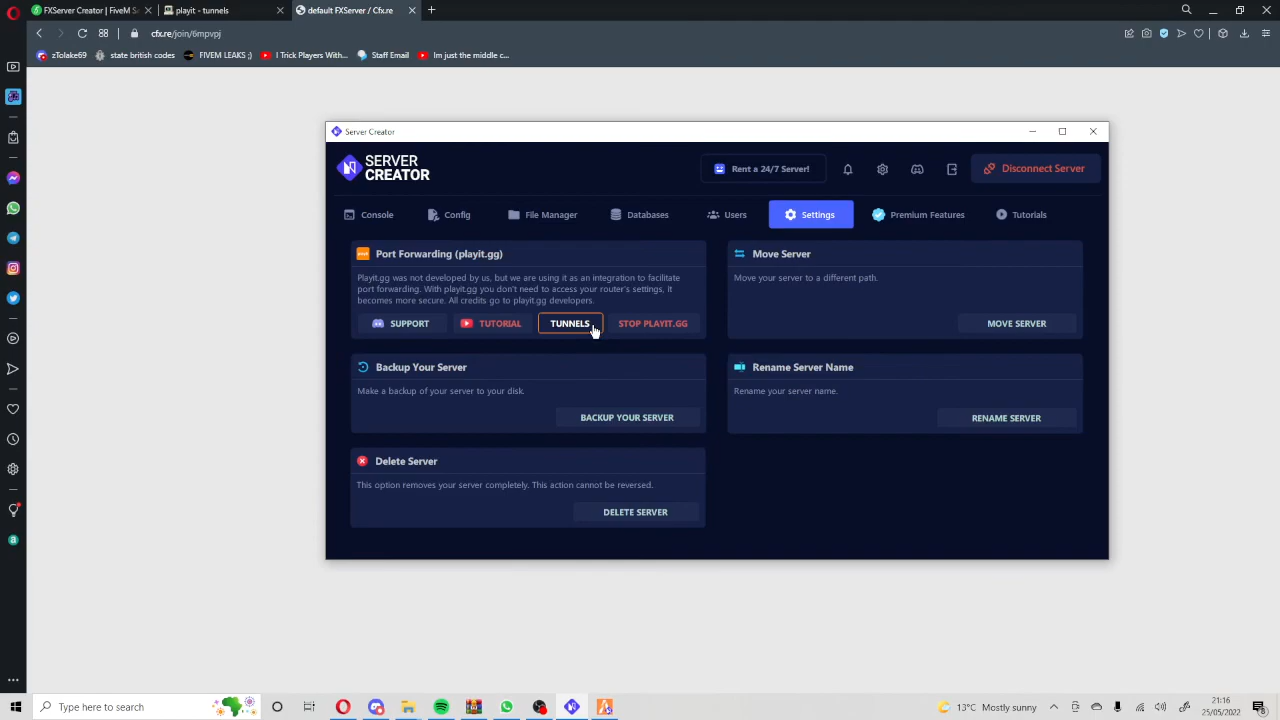 FXServer Creator | FiveM S
playit - tunnels
default FXServer | Cfx.re
cfx.re/join/6mpvpj
zTolake69
state british codes
FIVEM LEAKS ;)
I Trick Players With...
Staff Email
Im just the middle c...
Server Creator
SERVER
CREATOR
Rent a 24/7 Server!
Disconnect Server
Console
Config
File Manager
Databases
Users
Settings
Premium Features
Tutorials
Port Forwarding (playit.gg)
Playit.gg was not developed by us, but we are using it as an integration to facilitate
port forwarding. With playit.gg you don't need to access your router's settings, it
becomes more secure. All credits go to playit.gg developers.
SUPPORT
TUTORIAL
TUNNELS
STOP PLAYIT.GG
Move Server
Move your server to a different path.
MOVE SERVER
Backup Your Server
Make a backup of your server to your disk.
BACKUP YOUR SERVER
Rename Server Name
Rename your server name.
RENAME SERVER
Delete Server
This option removes your server completely. This action cannot be reversed.
DELETE SERVER
Type here to search
13°C Mostly sunny
21:16
25/05/2022